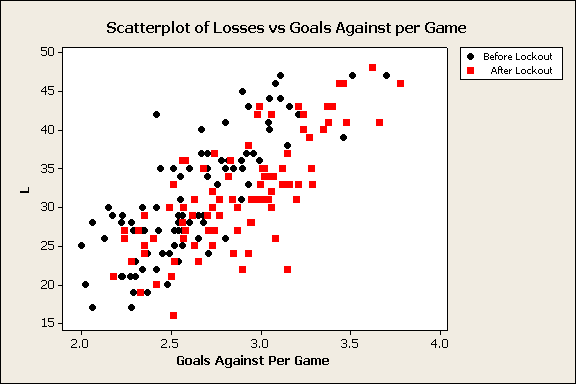 Scatterplot of Losses vs Goals Against per Game
Before Lockout
After Lockout
50
45
40
35
30
25
20
15
L
2.0 2.5 3.0 3.5 4.0
Goals Against Per Game